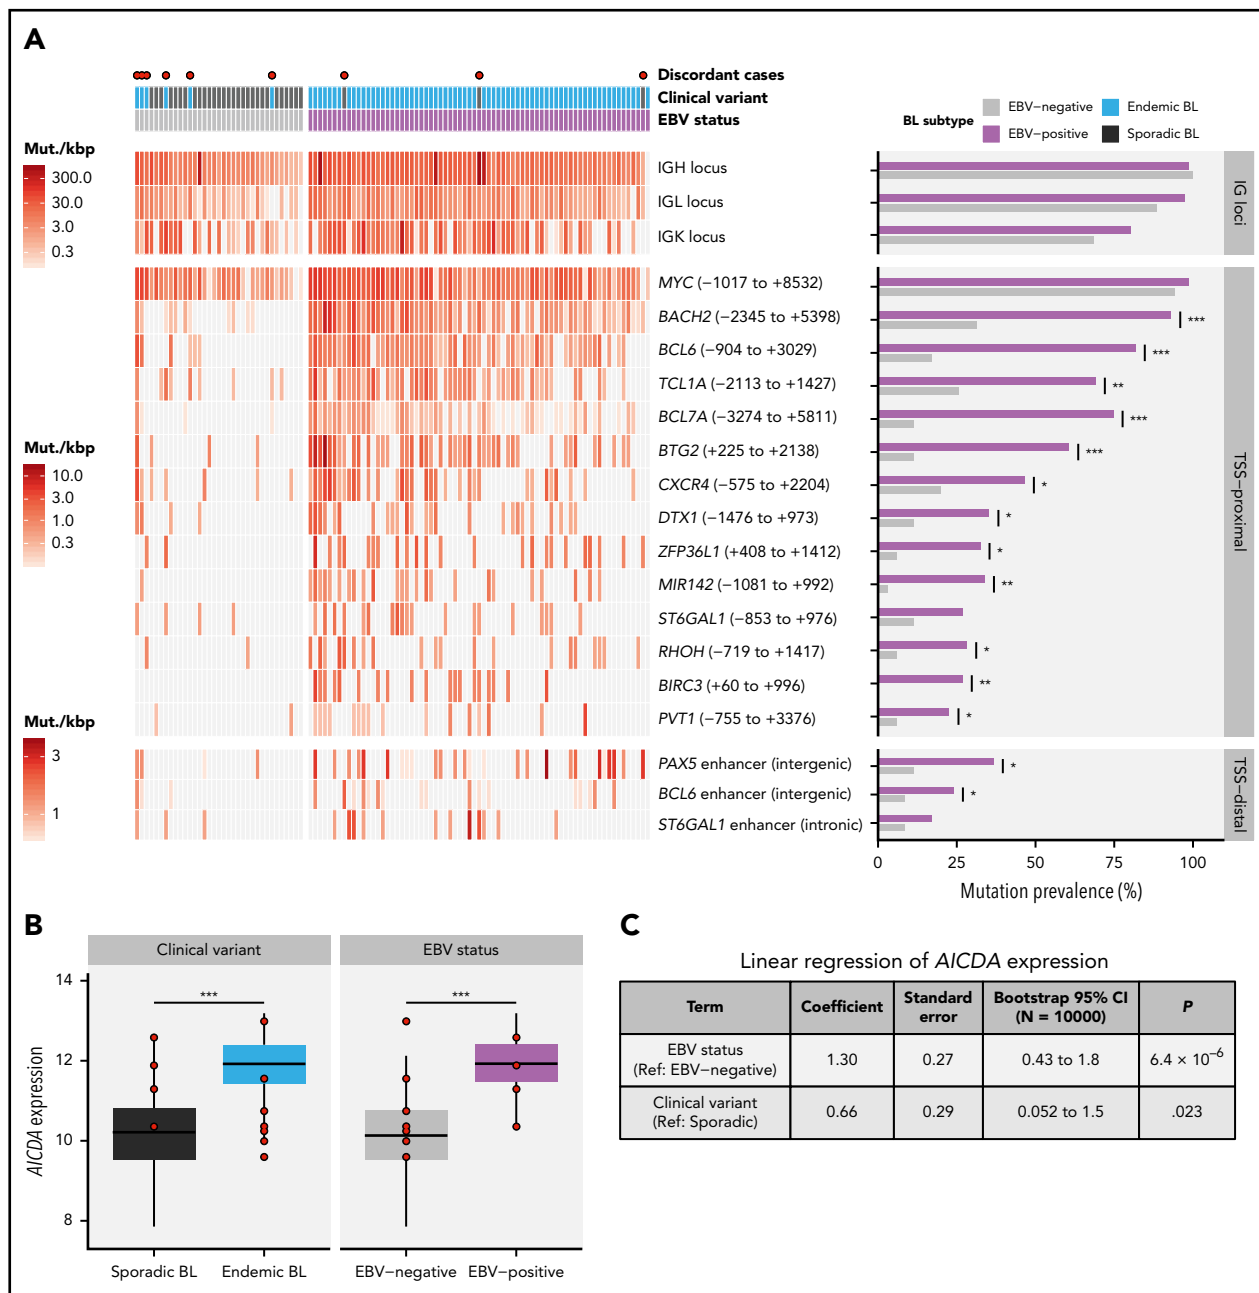 A
Discordant cases
Clinical variant
EBV status
BL subtype
EBV−negative
Endemic BL
EBV−positive
Sporadic BL
Mut./kbp
300.0
30.0
3.0
0.3
IGH locus
IGL locus
IGK locus
IG loci
Mut./kbp
10.0
3.0
1.0
0.3
MYC (−1017 to +8532)
BACH2 (−2345 to +5398)
***
BCL6 (−904 to +3029)
***
TCL1A (−2113 to +1427)
**
BCL7A (−3274 to +5811)
***
BTG2 (+225 to +2138)
***
CXCR4 (−575 to +2204)
*
DTX1 (−1476 to +973)
*
ZFP36L1 (+408 to +1412)
*
MIR142 (−1081 to +992)
**
ST6GAL1 (−853 to +976)
RHOH (−719 to +1417)
*
BIRC3 (+60 to +996)
**
PVT1 (−755 to +3376)
*
TSS−proximal
Mut./kbp
3
1
PAX5 enhancer (intergenic)
*
BCL6 enhancer (intergenic)
*
ST6GAL1 enhancer (intronic)
TSS−distal
0 25 50 75 100
Mutation prevalence (%)
B
Clinical variant
EBV status
AICDA expression
14
12
10
8
***
***
Sporadic BL
Endemic BL
EBV−negative
EBV−positive
C
Linear regression of AICDA expression
Term
Coefficient
Standard
error
Bootstrap 95% CI
(N = 10000)
P
EBV status
(Ref: EBV−negative)
1.30
0.27
0.43 to 1.8
6.4 × 10⁻⁶
Clinical variant
(Ref: Sporadic)
0.66
0.29
0.052 to 1.5
.023